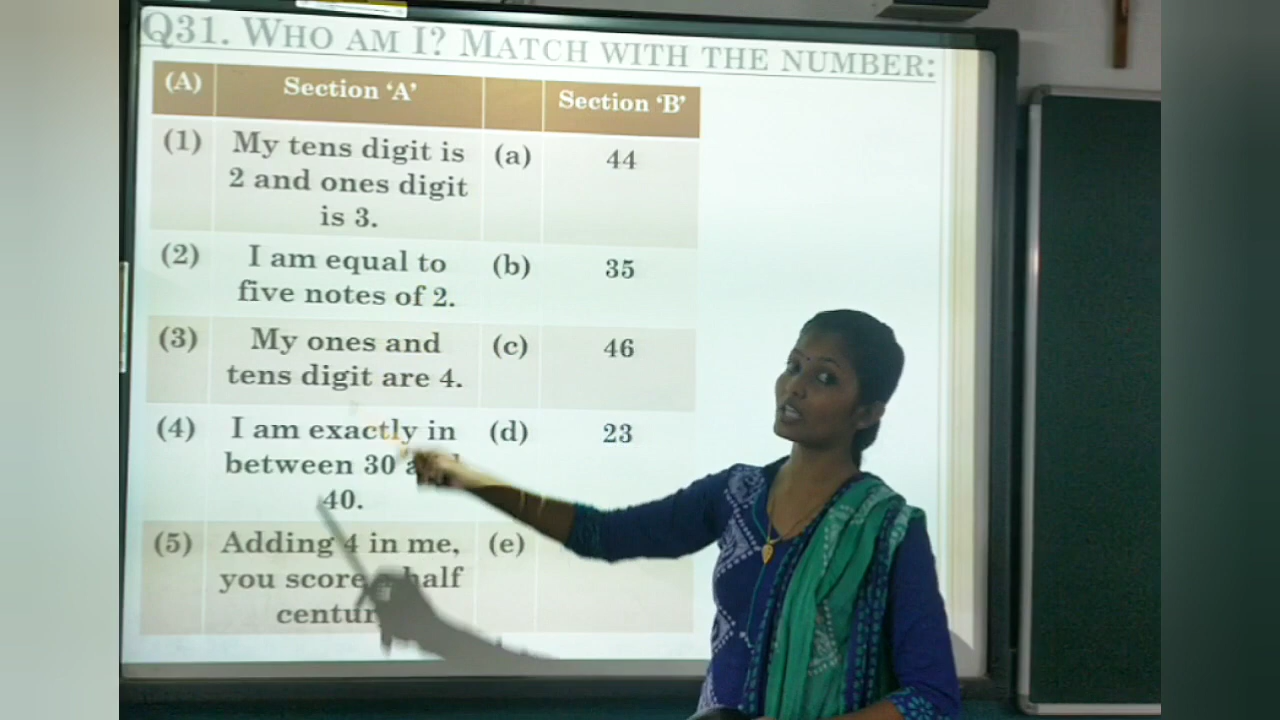 Q31. WHO AM I? MATCH WITH THE NUMBER:
(A) Section ‘A’ Section ‘B’
(1) My tens digit is (a) 44
2 and ones digit
is 3.
(2) I am equal to (b) 35
five notes of 2.
(3) My ones and (c) 46
tens digit are 4.
(4) I am exactly in (d) 23
between 30
40.
(5) Adding 4 in me, (e)
you score half